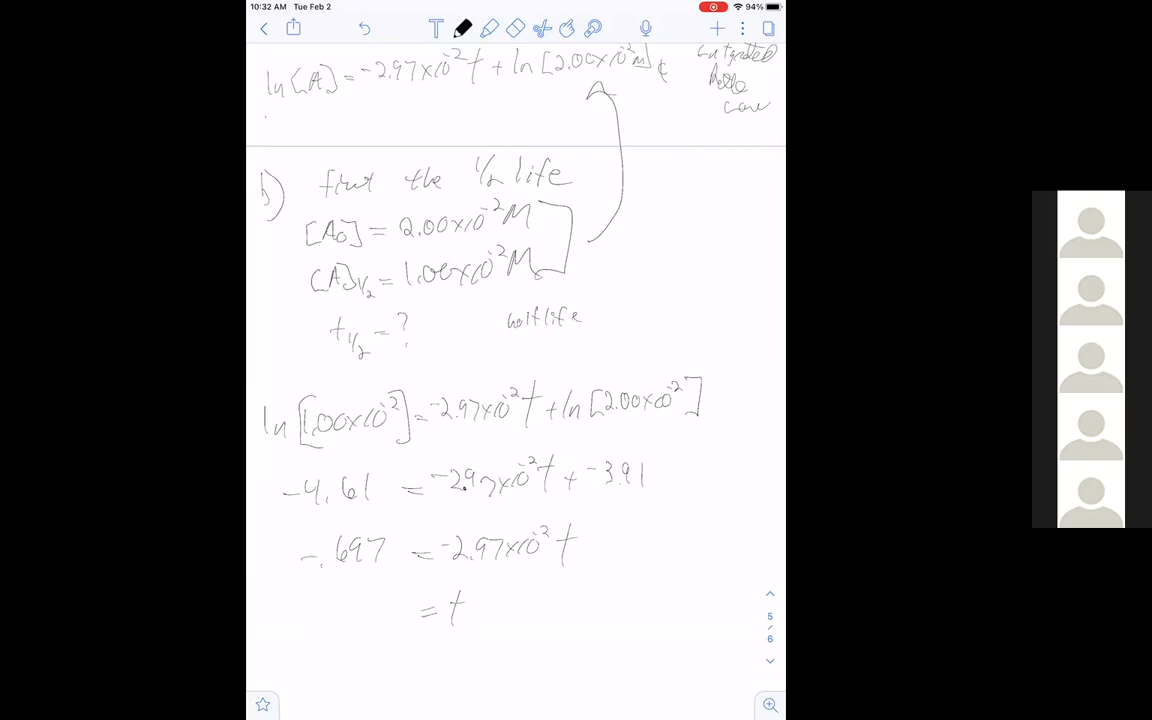 10:32 AM Tue Feb 2
94%
ln[A] = -2.97×10⁻²t + ln[2.00×10⁻²M]
b) find the 1/2 life
[A₀] = 2.00×10⁻²M
[A]₁/₂ = 1.00×10⁻²M
t₁/₂ = ?
half life
ln[1.00×10⁻²] = -2.97×10⁻²t + ln[2.00×10⁻²]
-4.61 = -2.97×10⁻²t + -3.91
-.697 = -2.97×10⁻²t
= t
5
/
6